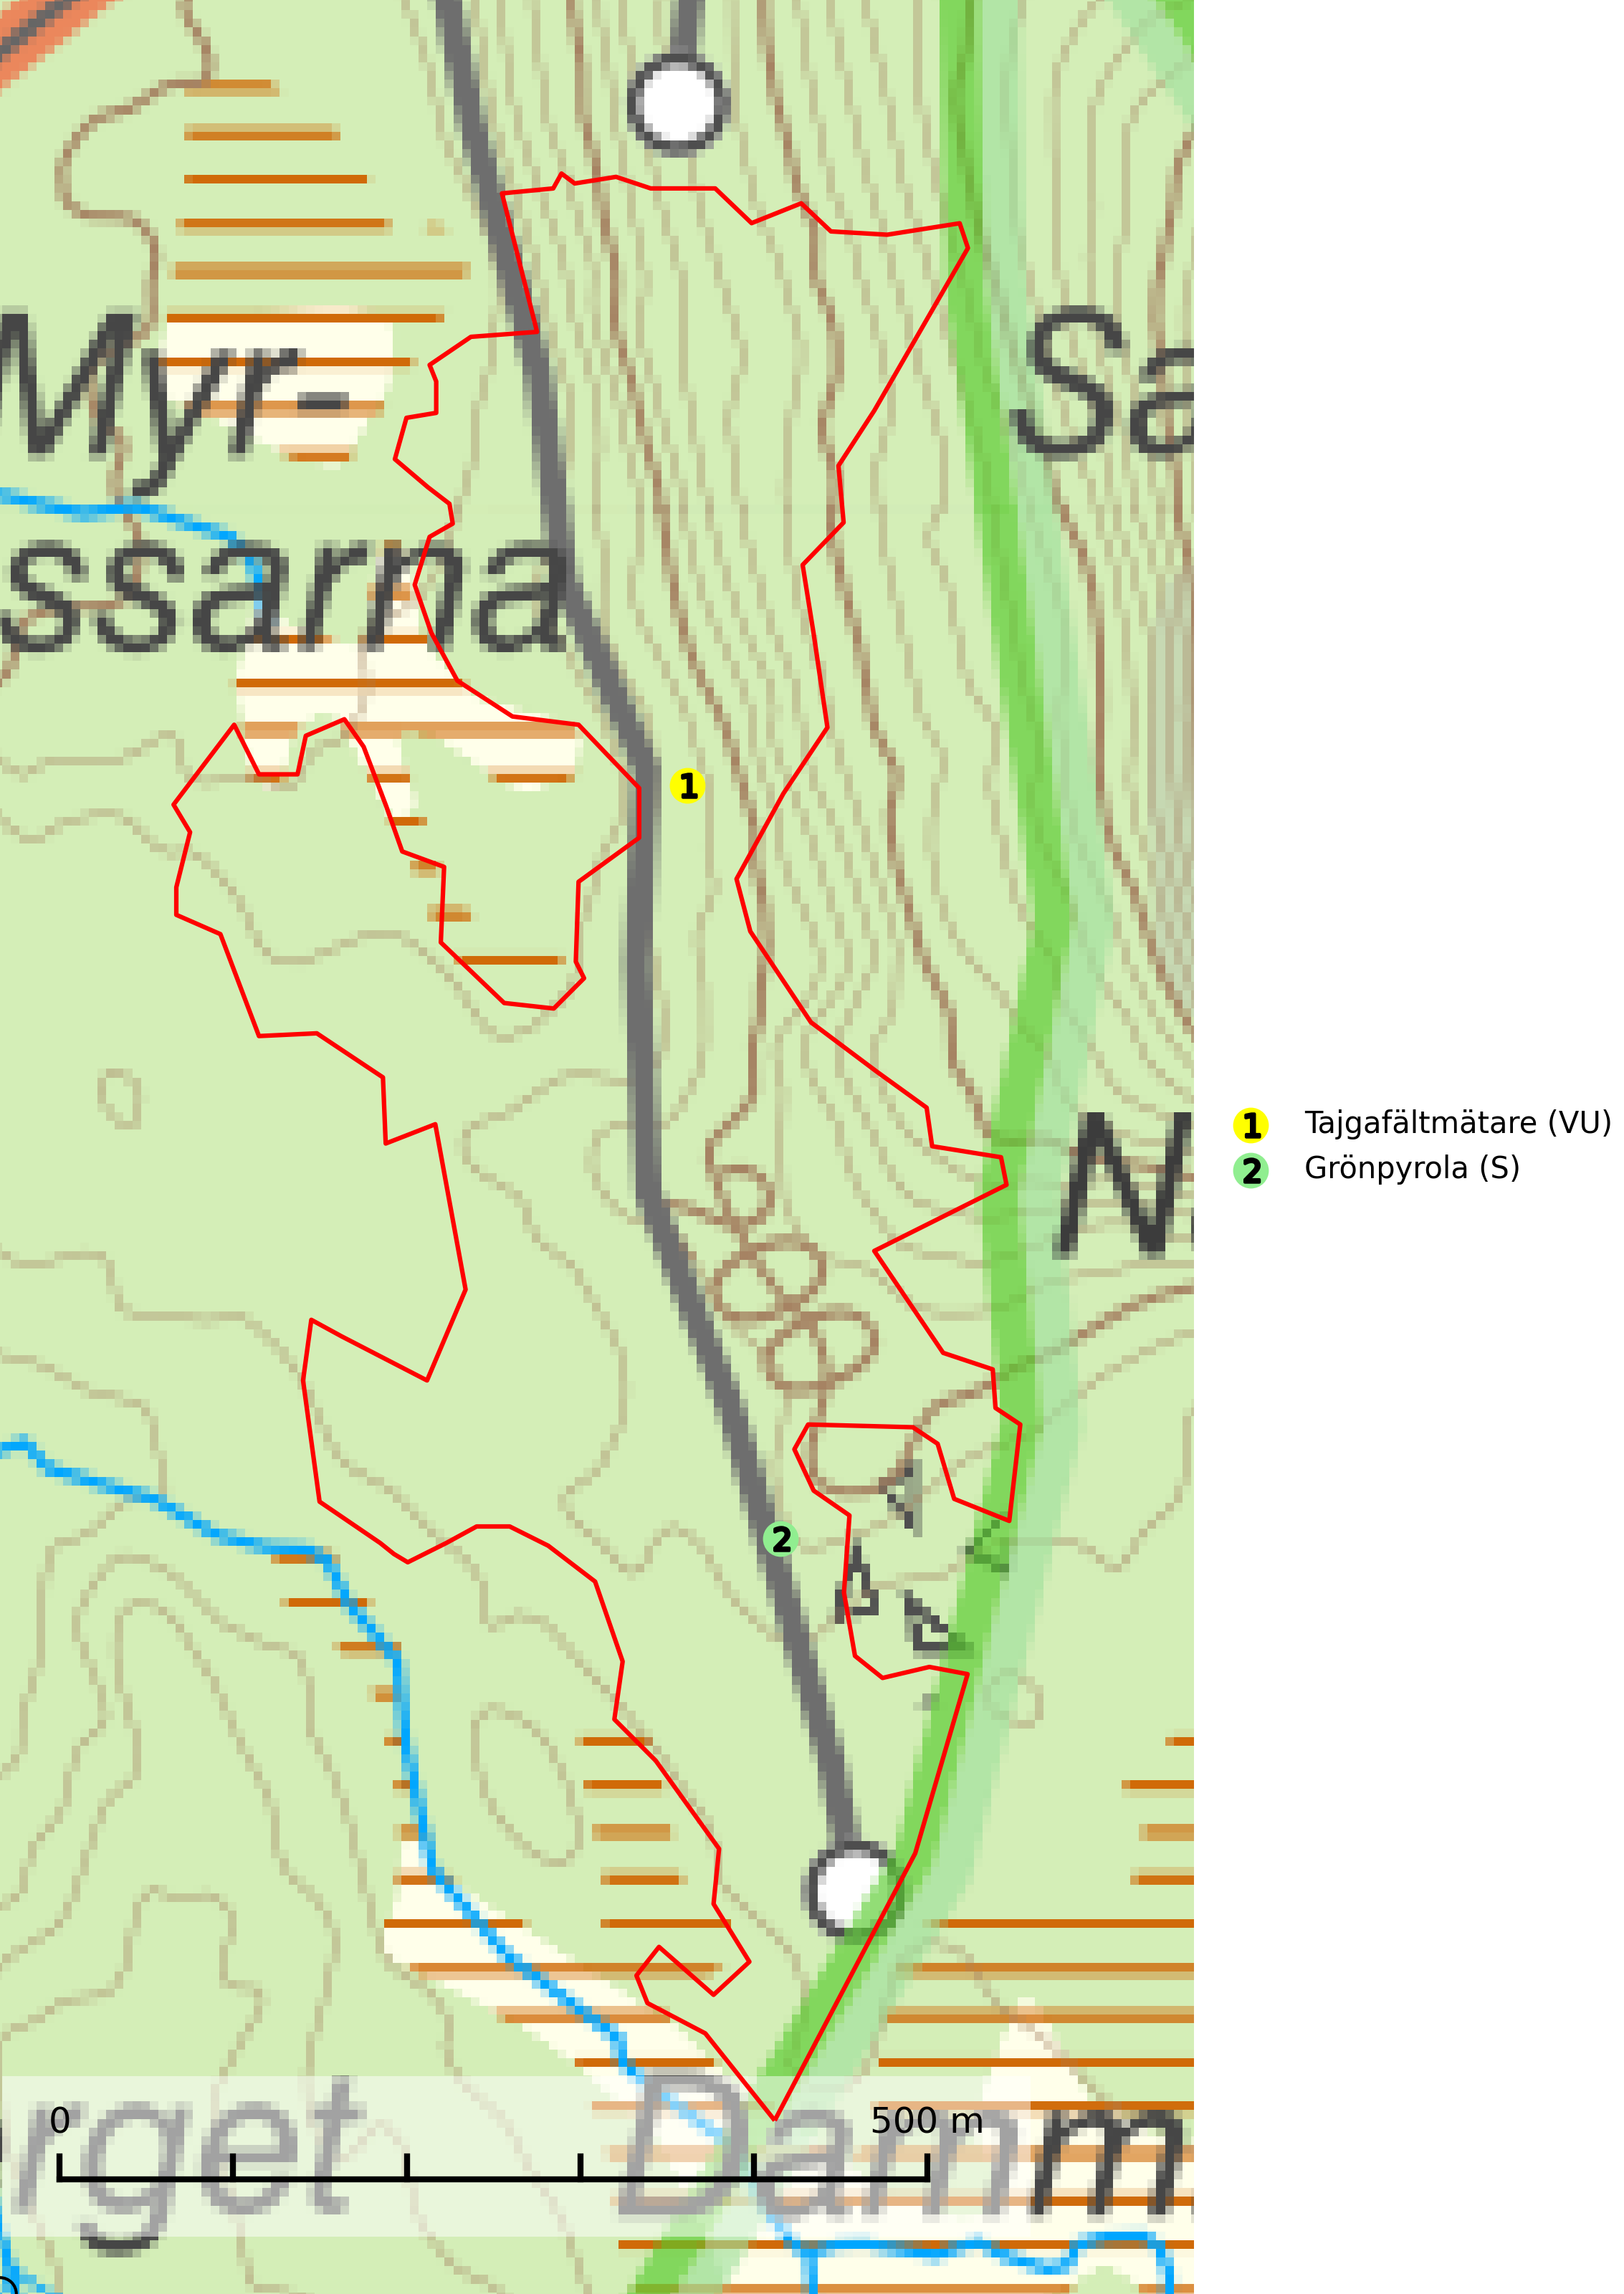 Myr-
Sa
ssarna
1
1 Tajgafältmätare (VU)
N
2 Grönpyrola (S)
2
rget Damm
0 500 m